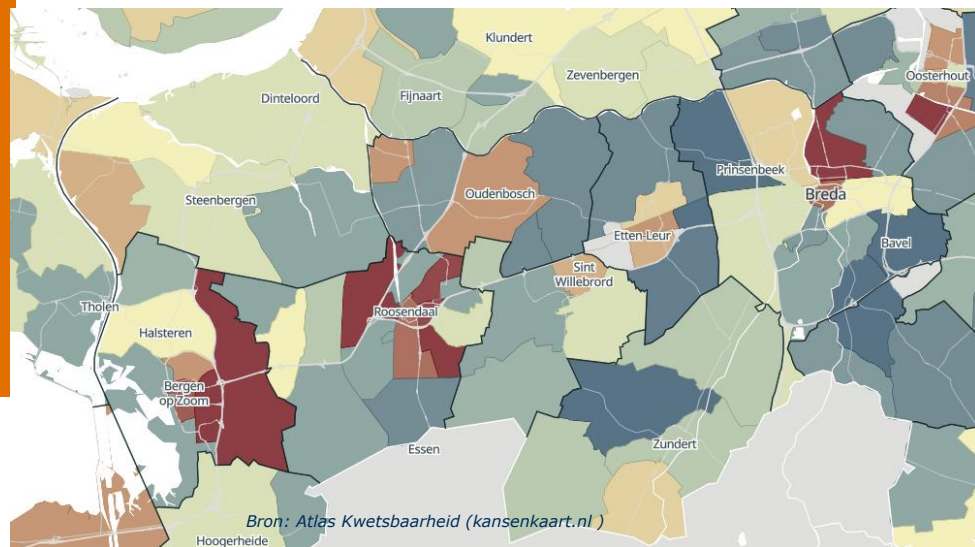 Klundert
Zevenbergen
Oosterhout
Dinteloord
Fijnaart
Prinsenbeek
Steenbergen
Oudenbosch
Breda
Etten-Leur
Bavel
Sint
Willebrord
Tholen
Roosendaal
Halsteren
Bergen
op Zoom
Essen
Zundert
Bron: Atlas Kwetsbaarheid (kansenkaart.nl )
Hoogerheide